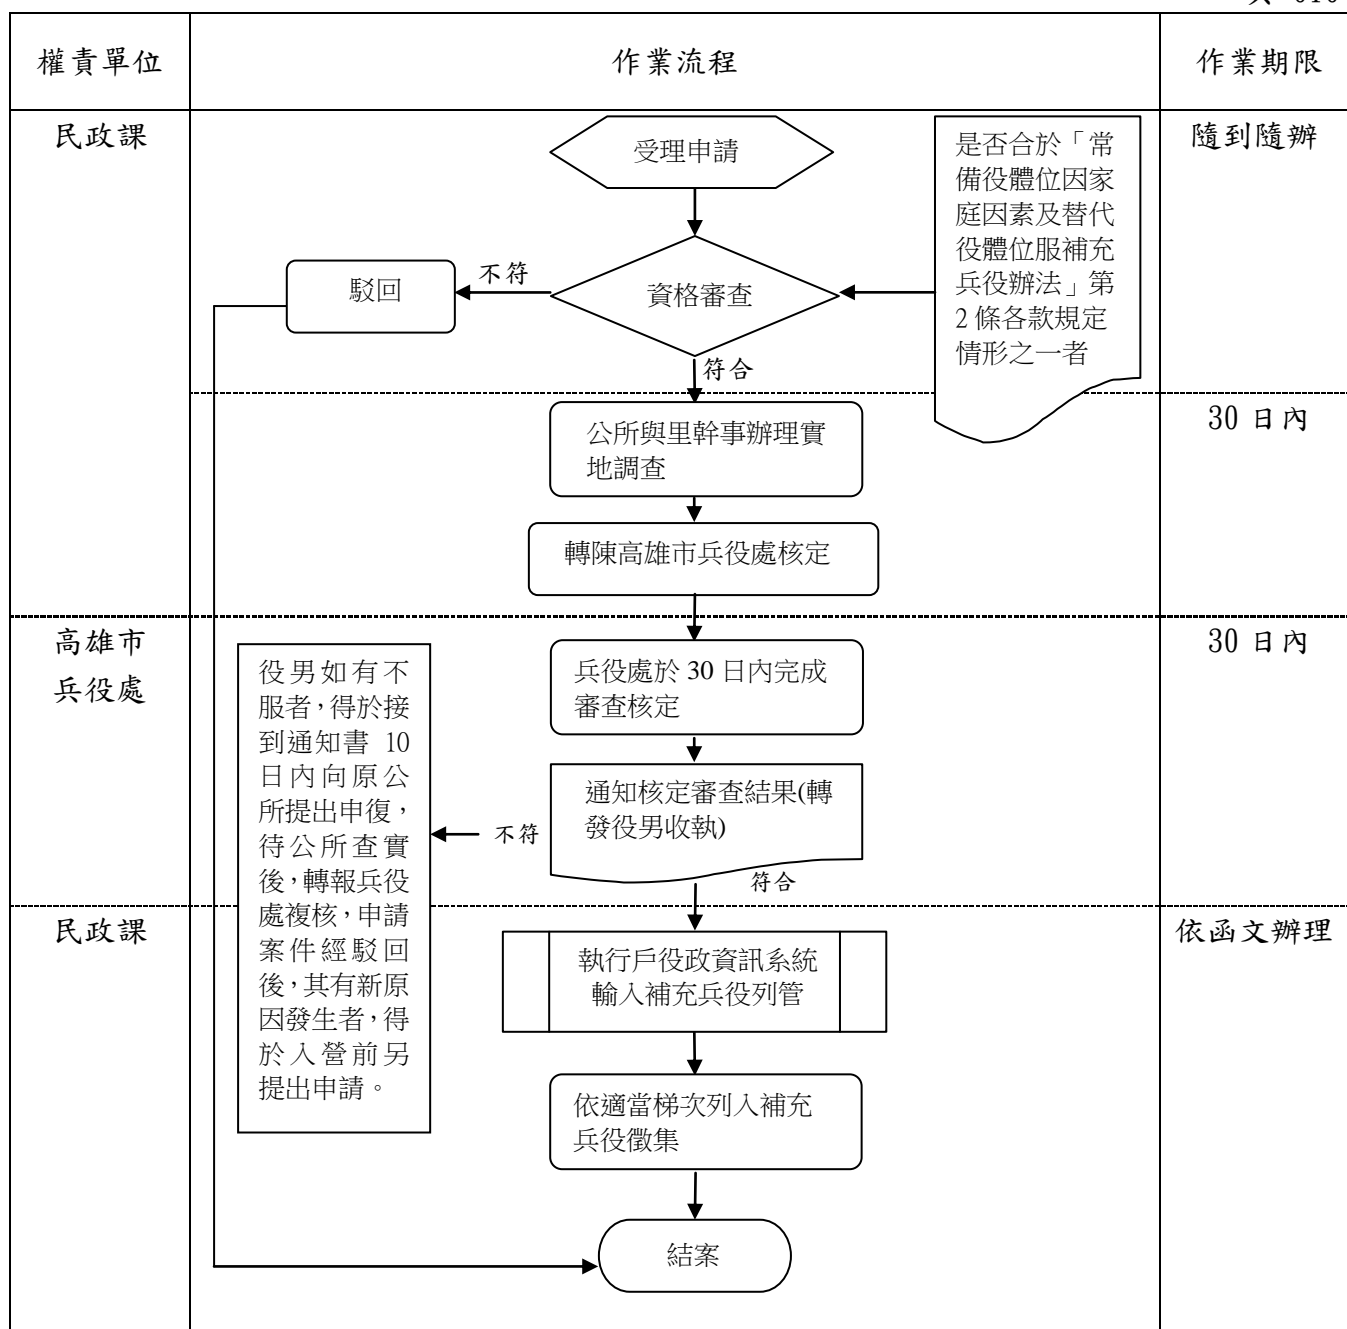 權責單位
作業流程
作業期限
民政課
受理申請
是否合於「常
備役體位因家
庭因素及替代
役體位服補充
兵役辦法」第
2 條各款規定
情形之一者
隨到隨辦
駁回
不符
資格審查
符合
公所與里幹事辦理實
地調查
30 日內
轉陳高雄市兵役處核定
高雄市
兵役處
兵役處於 30 日內完成
審查核定
30 日內
役男如有不
服者，得於接
到通知書 10
日內向原公
所提出申復，
待公所查實
後，轉報兵役
處複核，申請
案件經駁回
後，其有新原
因發生者，得
於入營前另
提出申請。
不符
通知核定審查結果(轉
發役男收執)
符合
民政課
執行戶役政資訊系統
輸入補充兵役列管
依函文辦理
依適當梯次列入補充
兵役徵集
結案